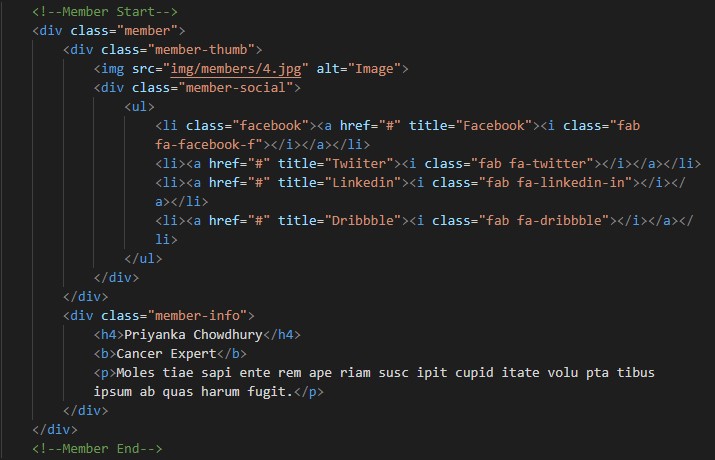 <!--Member Start-->
<div class="member">
<div class="member-thumb">
<img src="img/members/4.jpg" alt="Image">
<div class="member-social">
<ul>
<li class="facebook"><a href="#" title="Facebook"><i class="fab
fa-facebook-f"></i></a></li>
<li><a href="#" title="Twiiter"><i class="fab fa-twitter"></i></a></li>
<li><a href="#" title="Linkedin"><i class="fab fa-linkedin-in"></i></
a></li>
<li><a href="#" title="Dribbble"><i class="fab fa-dribbble"></i></a></
li>
</ul>
</div>
</div>
<div class="member-info">
<h4>Priyanka Chowdhury</h4>
<b>Cancer Expert</b>
<p>Moles tiae sapi ente rem ape riam susc ipit cupid itate volu pta tibus
ipsum ab quas harum fugit.</p>
</div>
</div>
<!--Member End-->